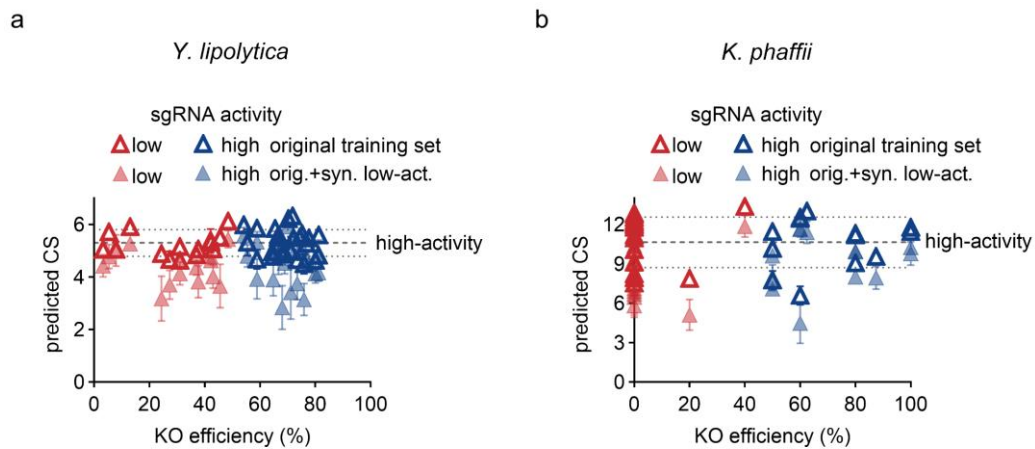 a
Y. lipolytica
sgRNA activity
low high original training set
low high orig.+syn. low-act.
6
4
2
0
predicted CS
high-activity
0 20 40 60 80 100
KO efficiency (%)
b
K. phaffii
sgRNA activity
low high original training set
low high orig.+syn. low-act.
12
9
6
3
0
predicted CS
high-activity
0 20 40 60 80 100
KO efficiency (%)